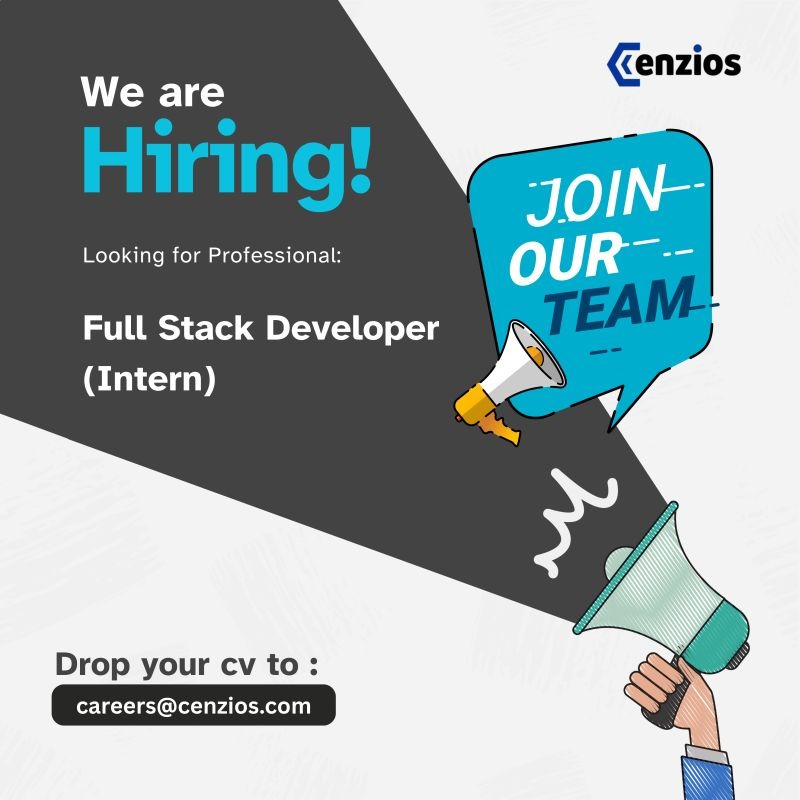 Cenzios
We are
Hiring!
JOIN
OUR
TEAM
Looking for Professional:
Full Stack Developer
(Intern)
Drop your cv to :
careers@cenzios.com